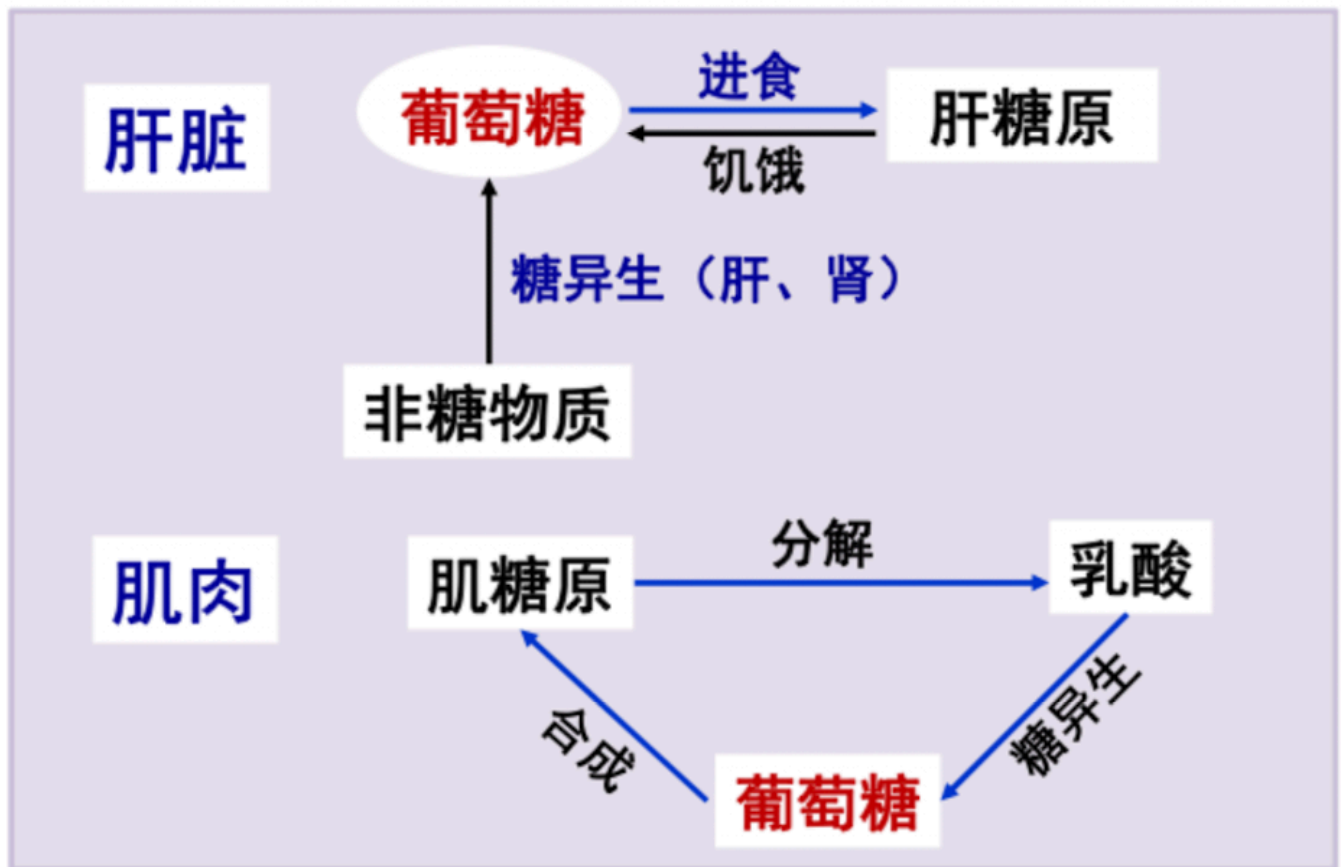 肝脏
葡萄糖
进食
饥饿
肝糖原
糖异生（肝、肾）
非糖物质
肌肉
肌糖原
分解
乳酸
合成
糖异生
葡萄糖